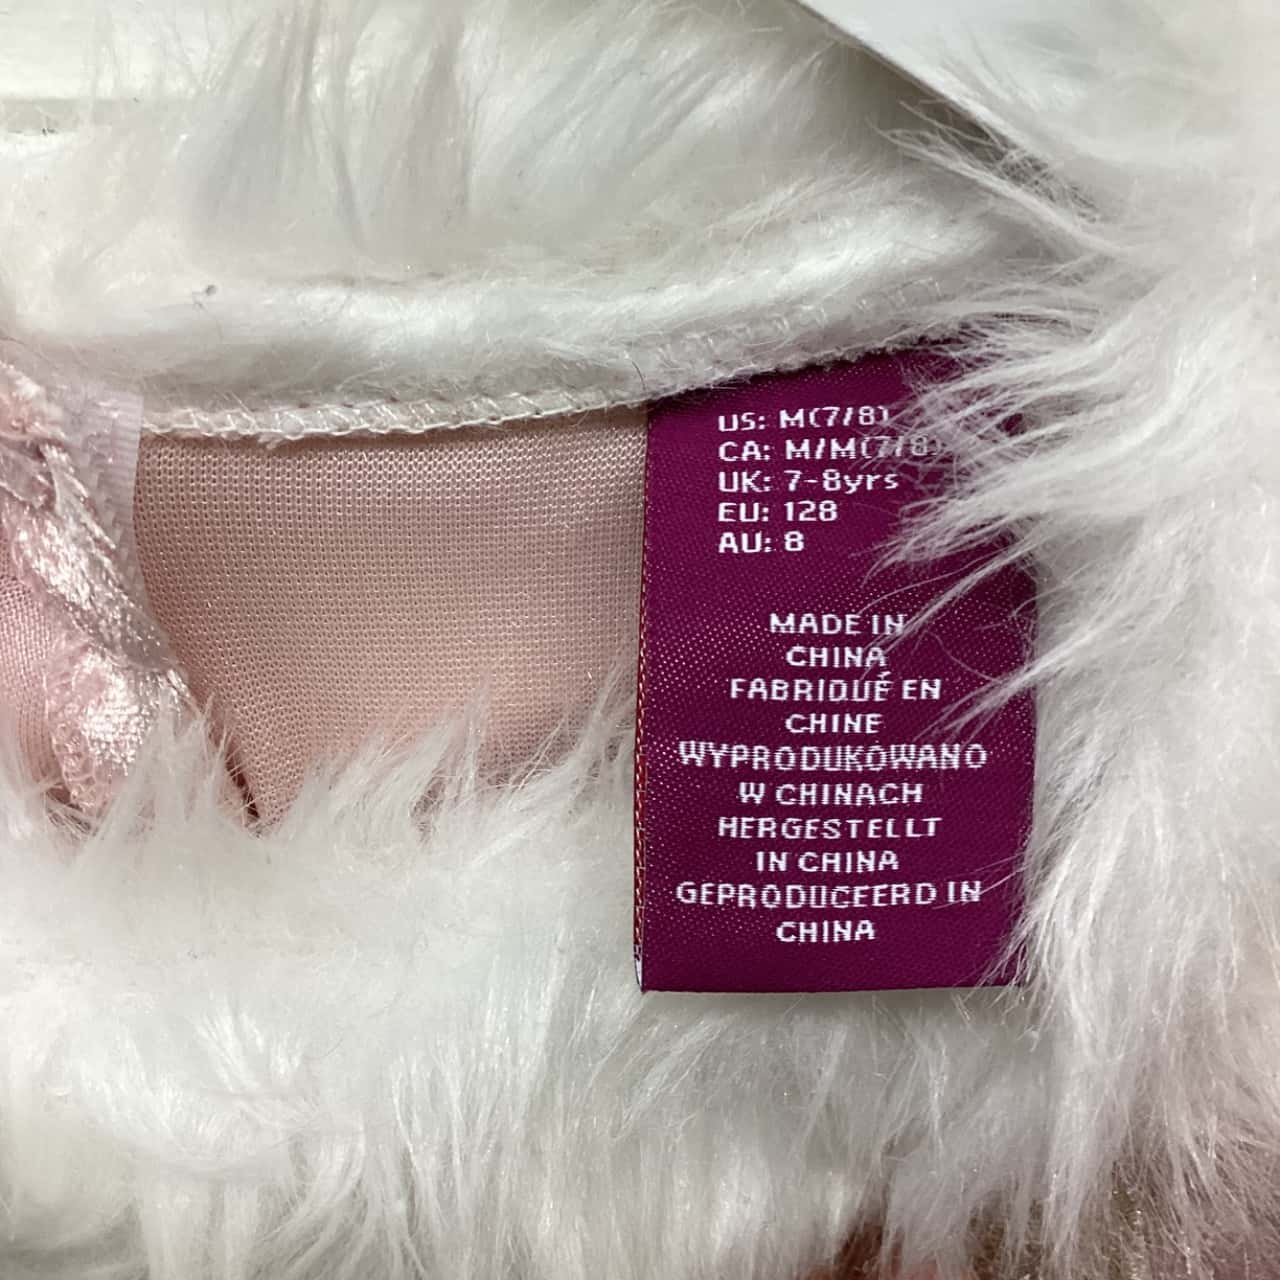 US: M(7/8)
CA: M/M(7/8)
UK: 7-8yrs
EU: 128
AU: 8
MADE IN
CHINA
FABRIQUÉ EN
CHINE
WYPRODUKOWANO
W CHINACH
HERGESTELLT
IN CHINA
GEPRODUCEERD IN
CHINA